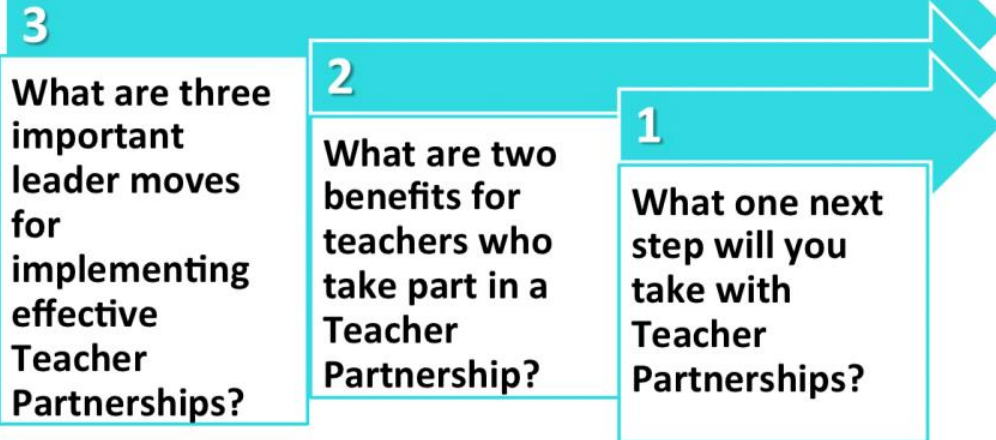 3
What are three
important
leader moves
for
implementing
effective
Teacher
Partnerships?
2
What are two
benefits for
teachers who
take part in a
Teacher
Partnership?
1
What one next
step will you
take with
Teacher
Partnerships?